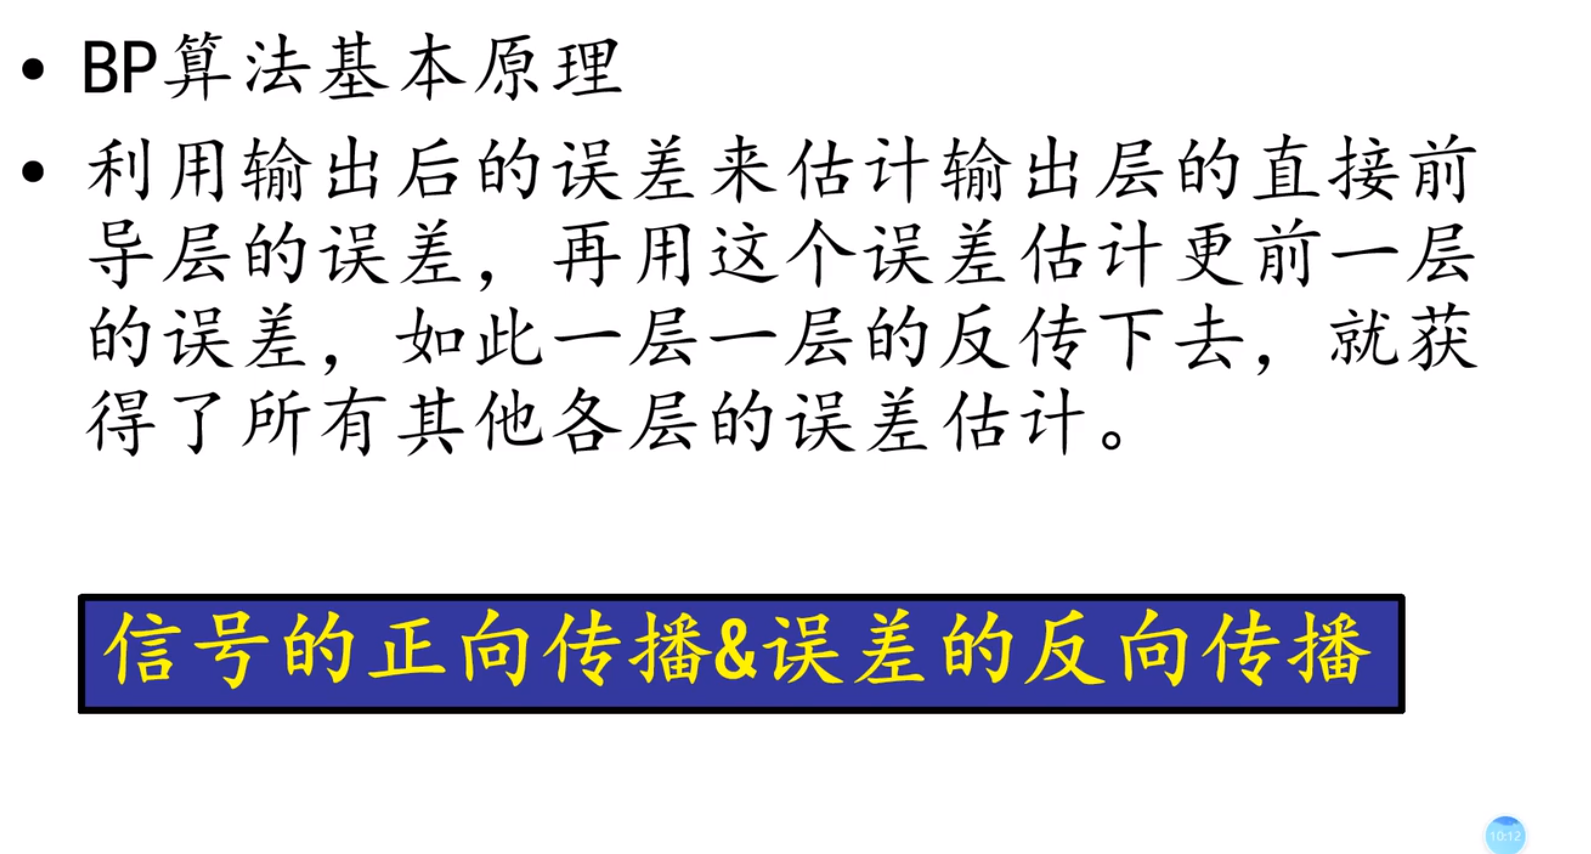 • BP算法基本原理
• 利用输出后的误差来估计输出层的直接前
导层的误差，再用这个误差估计更前一层
的误差，如此一层一层的反传下去，就获
得了所有其他各层的误差估计。
信号的正向传播&误差的反向传播
10:12